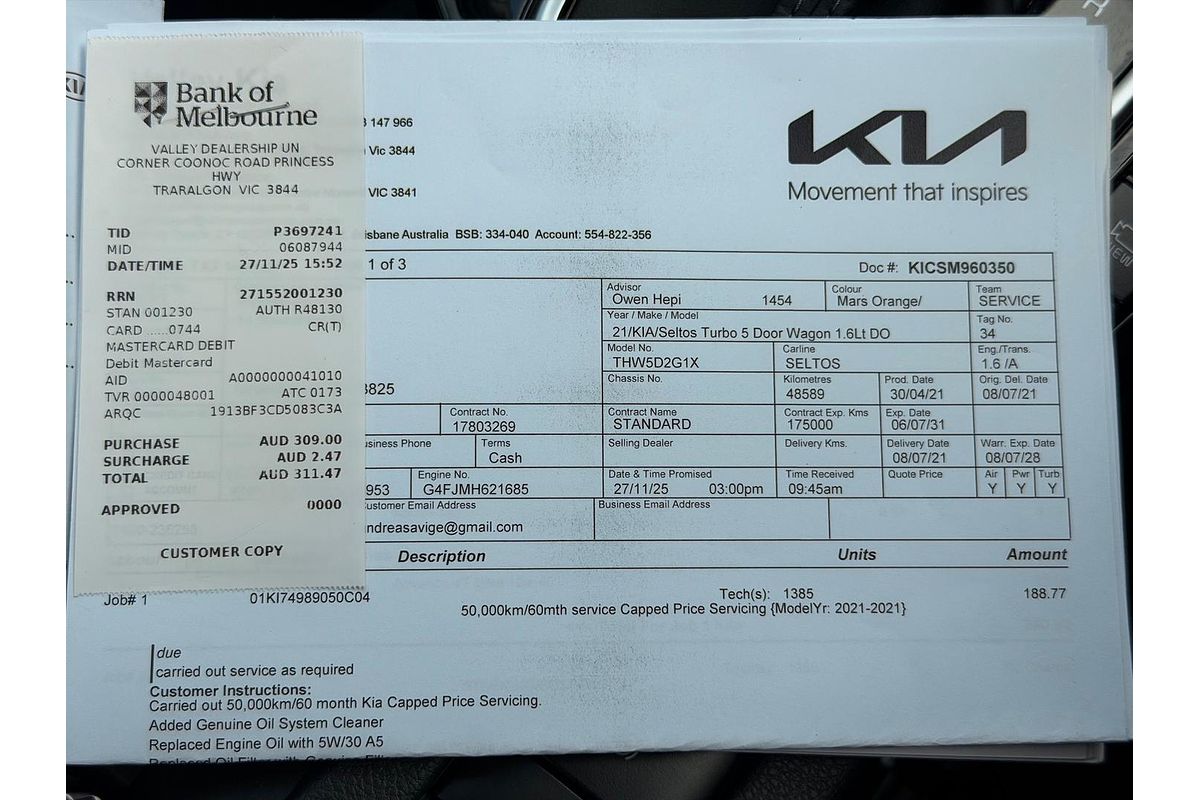 Bank of
Melbourne
VALLEY DEALERSHIP UN
CORNER COONOC ROAD PRINCESS
HWY
TRARALGON VIC 3844
TID P3697241
MID 06087944
DATE/TIME 27/11/25 15:52
RRN 271552001230
STAN 001230 AUTH R48130
CARD ......0744 CR(T)
MASTERCARD DEBIT
Debit Mastercard
AID A0000000041010
TVR 0000048001 ATC 0173
ARQC 1913BF3CD5083C3A
PURCHASE AUD 309.00
SURCHARGE AUD 2.47
TOTAL AUD 311.47
APPROVED 0000
CUSTOMER COPY
147 966
Vic 3844
VIC 3841
isbane Australia BSB: 334-040 Account: 554-822-356
KIA
Movement that inspires
1 of 3 Doc #: KICSM960350
Advisor Colour Team
Owen Hepi 1454 Mars Orange/ SERVICE
Year / Make / Model Tag No.
21/KIA/Seltos Turbo 5 Door Wagon 1.6Lt DO 34
Model No. Carline Eng./Trans.
THW5D2G1X SELTOS 1.6 /A
Chassis No. Kilometres Prod. Date Orig. Del. Date
8825 48589 30/04/21 08/07/21
Contract No. Contract Name Contract Exp. Kms Exp. Date
17803269 STANDARD 175000 06/07/31
usiness Phone Terms Selling Dealer Delivery Kms. Delivery Date Warr. Exp. Date
Cash 08/07/21 08/07/28
Engine No. Date & Time Promised Time Received Quote Price Air Pwr Turb
953 G4FJMH621685 27/11/25 03:00pm 09:45am Y Y Y
ustomer Email Address Business Email Address
ndreasavige@gmail.com
Description Units Amount
Job# 1 01KI74989050C04 Tech(s): 1385 188.77
50,000km/60mth service Capped Price Servicing {ModelYr: 2021-2021}
due
carried out service as required
Customer Instructions:
Carried out 50,000km/60 month Kia Capped Price Servicing.
Added Genuine Oil System Cleaner
Replaced Engine Oil with 5W/30 A5
Replaced Oil Filter with Genuine